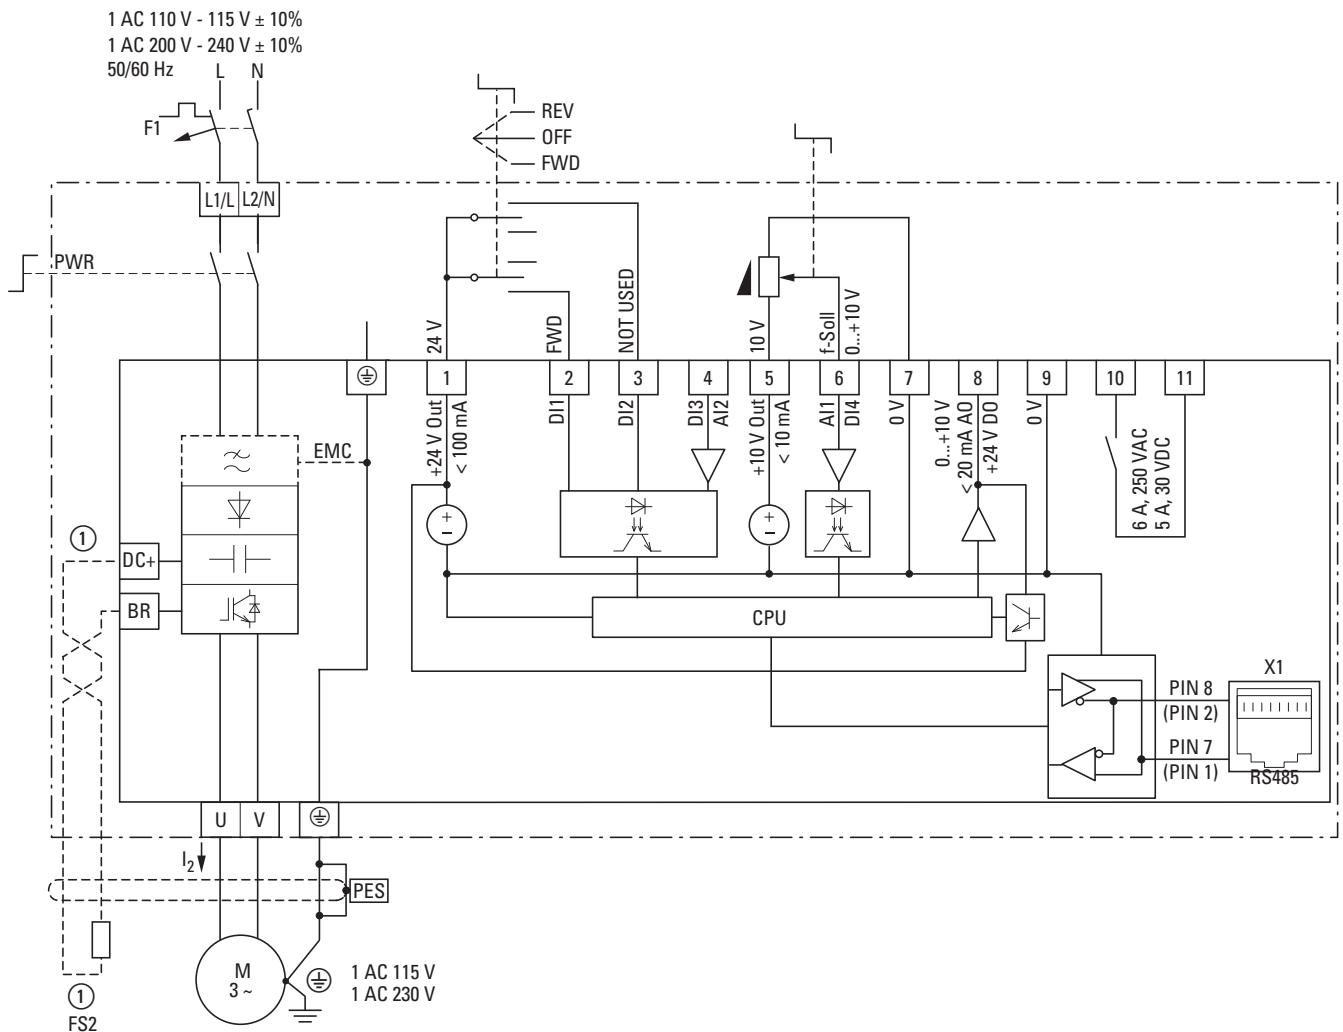 1 AC 110 V - 115 V ± 10%
1 AC 200 V - 240 V ± 10%
50/60 Hz
L
N
F1
REV
OFF
FWD
L1/L
L2/N
PWR
24 V
FWD
NOT USED
10 V
f-Soll
0...+10 V
1
2
3
4
5
6
7
8
9
10
11
+24 V Out
< 100 mA
DI1
DI2
DI3
AI2
+10 V Out
< 10 mA
AI1
DI4
0 V
0...+10 V
< 20 mA AO
+24 V DO
0 V
6 A, 250 VAC
5 A, 30 VDC
EMC
+
−
+
−
1
DC+
BR
CPU
X1
PIN 8
(PIN 2)
PIN 7
(PIN 1)
RS485
U
V
I2
PES
M
3 ~
1 AC 115 V
1 AC 230 V
1
FS2